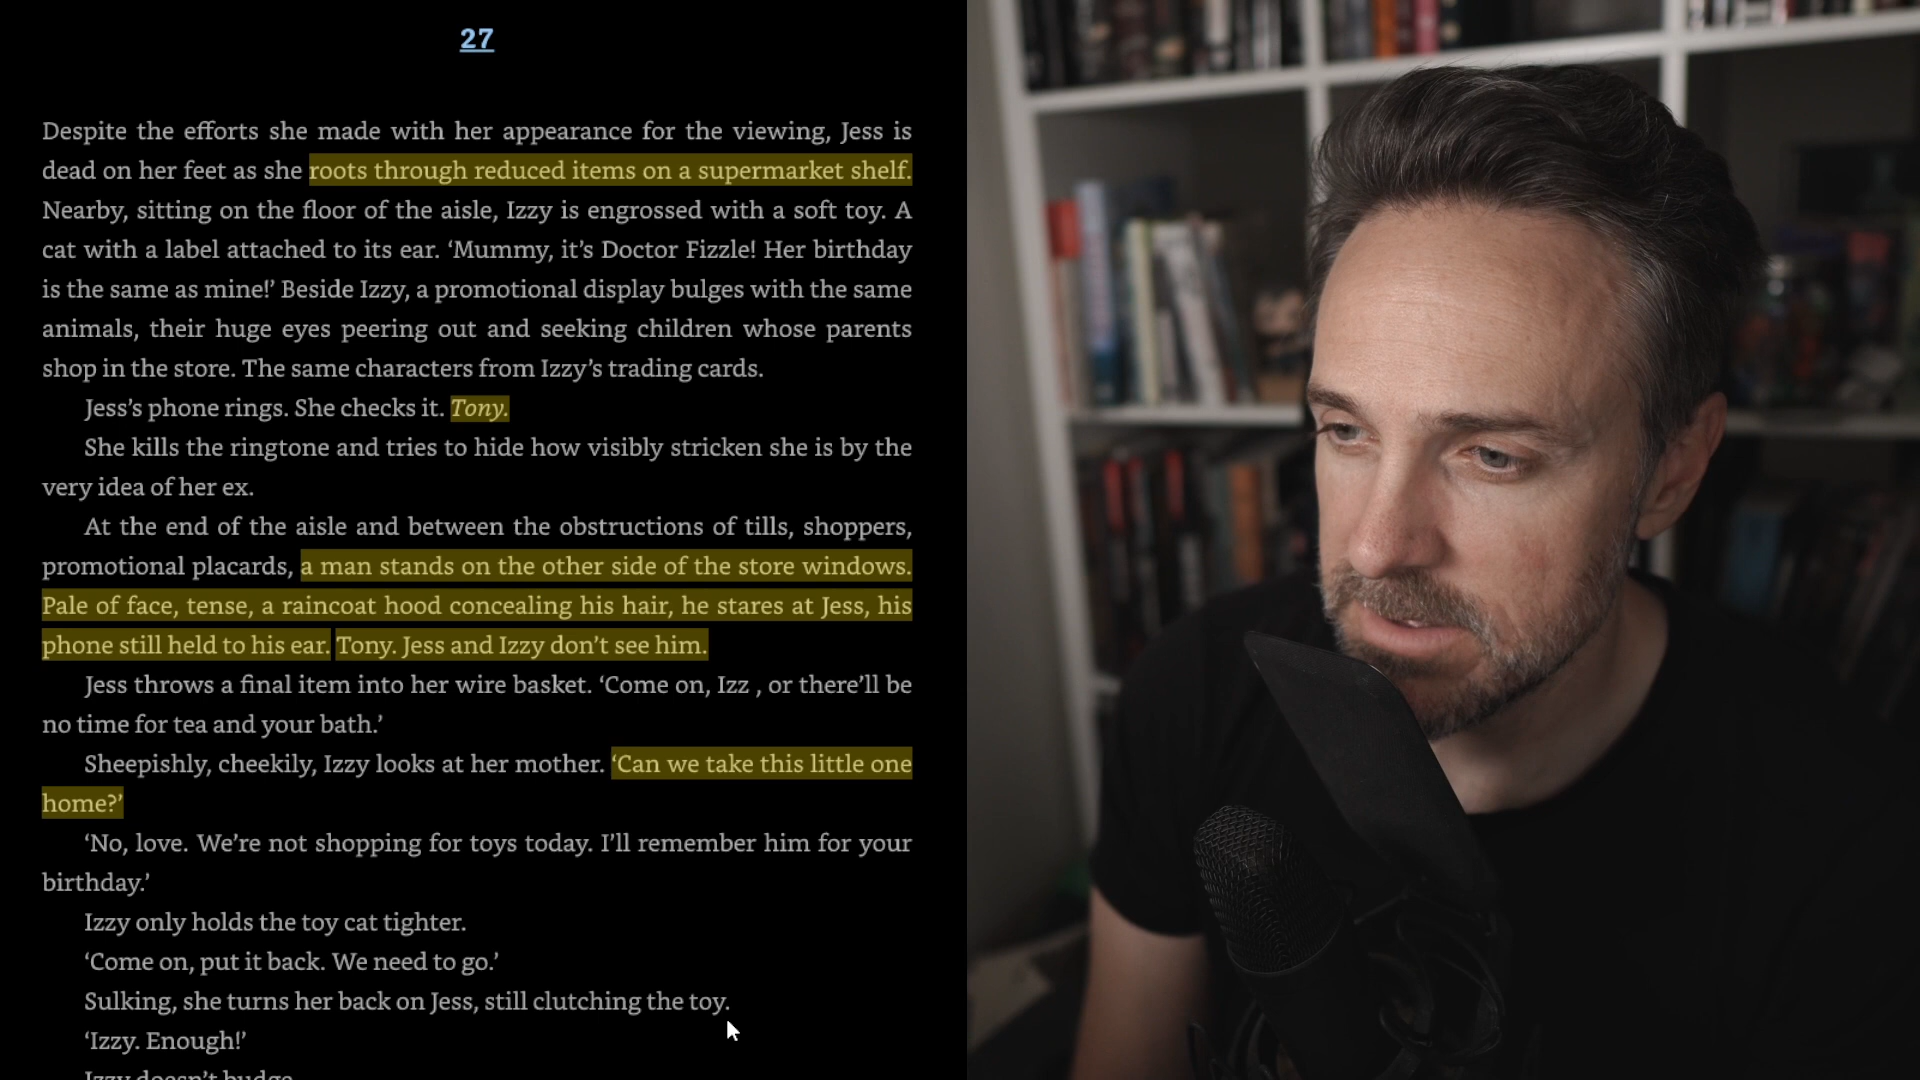 27
Despite the efforts she made with her appearance for the viewing, Jess is
dead on her feet as she roots through reduced items on a supermarket shelf.
Nearby, sitting on the floor of the aisle, Izzy is engrossed with a soft toy. A
cat with a label attached to its ear. ‘Mummy, it’s Doctor Fizzle! Her birthday
is the same as mine!’ Beside Izzy, a promotional display bulges with the same
animals, their huge eyes peering out and seeking children whose parents
shop in the store. The same characters from Izzy’s trading cards.
Jess’s phone rings. She checks it. Tony.
She kills the ringtone and tries to hide how visibly stricken she is by the
very idea of her ex.
At the end of the aisle and between the obstructions of tills, shoppers,
promotional placards, a man stands on the other side of the store windows.
Pale of face, tense, a raincoat hood concealing his hair, he stares at Jess, his
phone still held to his ear. Tony. Jess and Izzy don’t see him.
Jess throws a final item into her wire basket. ‘Come on, Izz , or there’ll be
no time for tea and your bath.’
Sheepishly, cheekily, Izzy looks at her mother. ‘Can we take this little one
home?’
‘No, love. We’re not shopping for toys today. I’ll remember him for your
birthday.’
Izzy only holds the toy cat tighter.
‘Come on, put it back. We need to go.’
Sulking, she turns her back on Jess, still clutching the toy.
‘Izzy. Enough!’
Izzy doesn’t budge